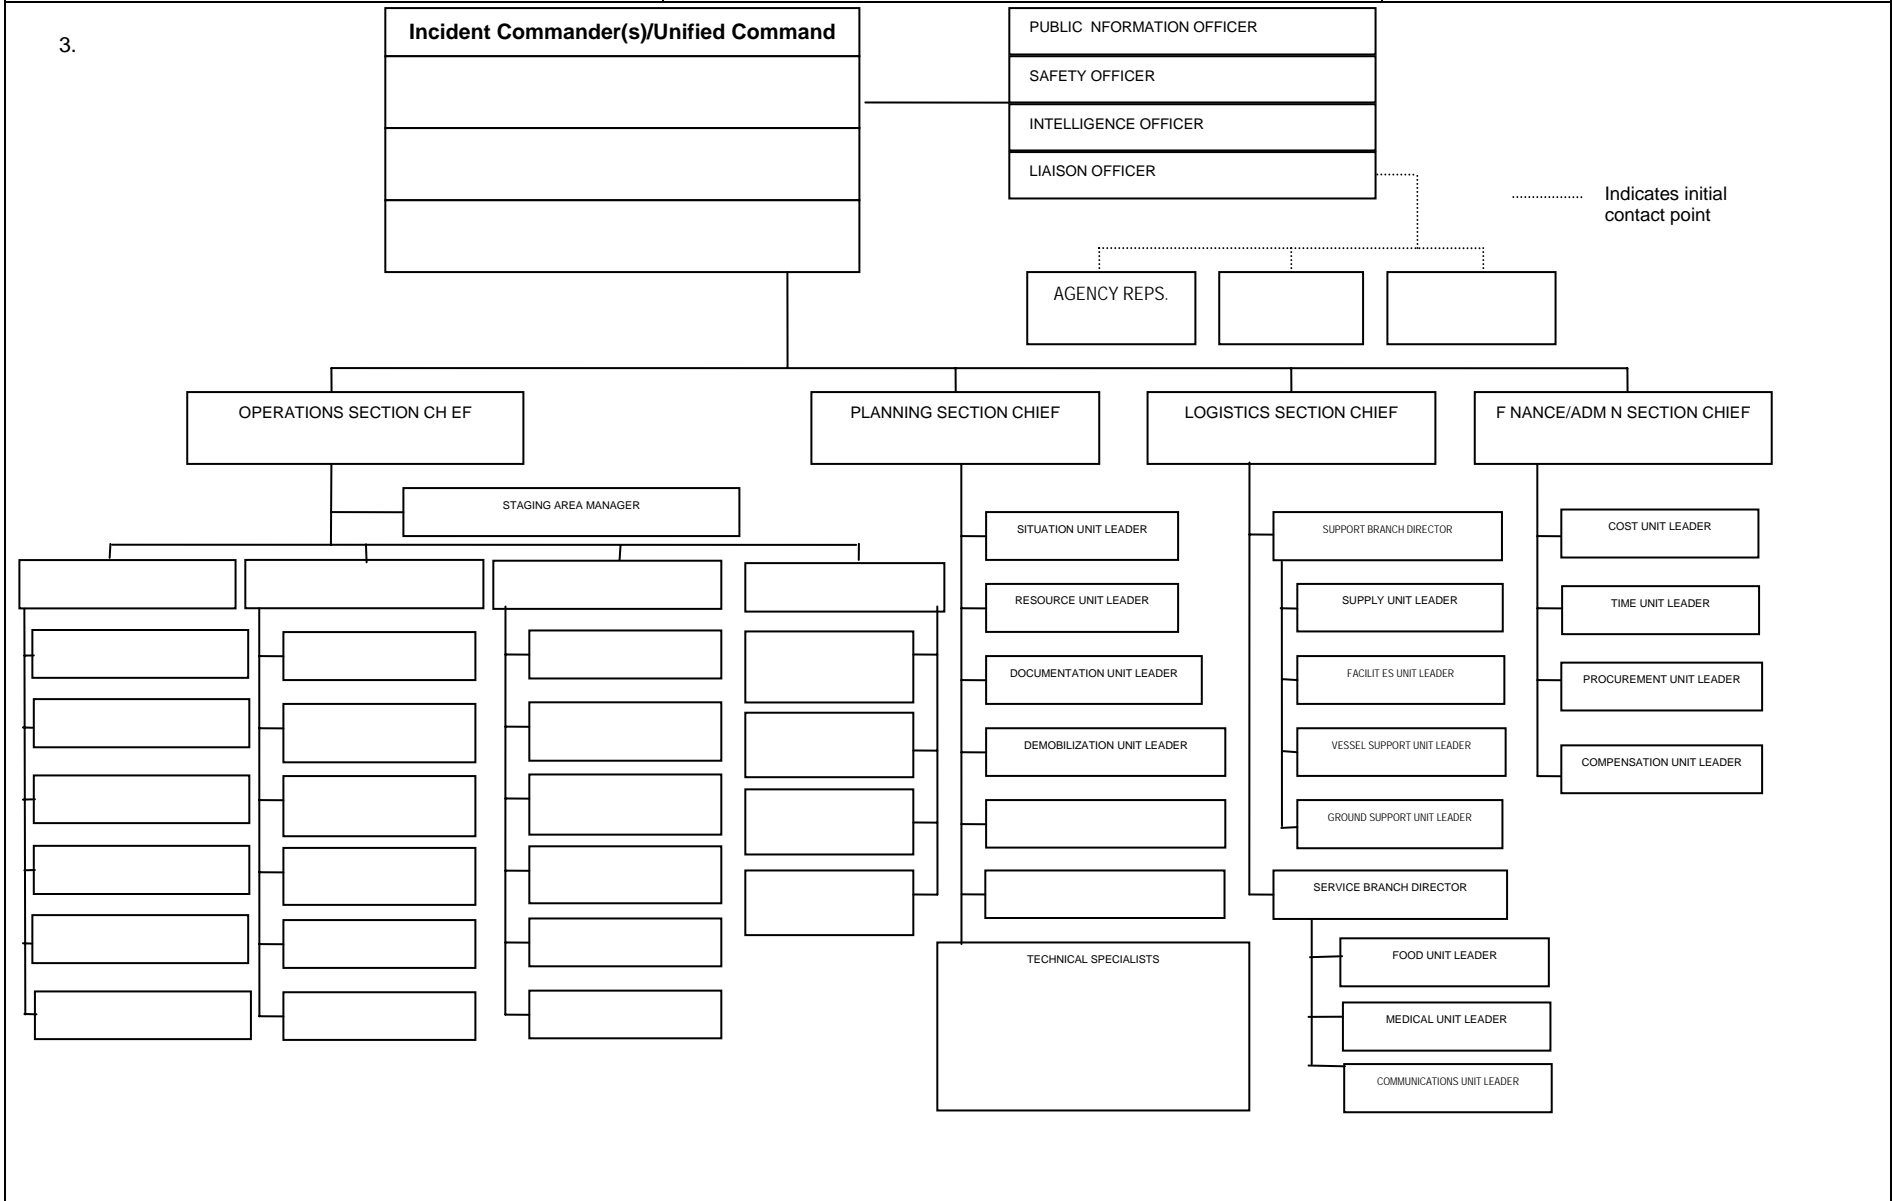 3.
Incident Commander(s)/Unified Command
PUBLIC NFORMATION OFFICER
SAFETY OFFICER
INTELLIGENCE OFFICER
LIAISON OFFICER
Indicates initial
contact point
AGENCY REPS.
OPERATIONS SECTION CH EF
PLANNING SECTION CHIEF
LOGISTICS SECTION CHIEF
F NANCE/ADM N SECTION CHIEF
STAGING AREA MANAGER
SITUATION UNIT LEADER
RESOURCE UNIT LEADER
DOCUMENTATION UNIT LEADER
DEMOBILIZATION UNIT LEADER
TECHNICAL SPECIALISTS
SUPPORT BRANCH DIRECTOR
SUPPLY UNIT LEADER
FACILIT ES UNIT LEADER
VESSEL SUPPORT UNIT LEADER
GROUND SUPPORT UNIT LEADER
SERVICE BRANCH DIRECTOR
FOOD UNIT LEADER
MEDICAL UNIT LEADER
COMMUNICATIONS UNIT LEADER
COST UNIT LEADER
TIME UNIT LEADER
PROCUREMENT UNIT LEADER
COMPENSATION UNIT LEADER